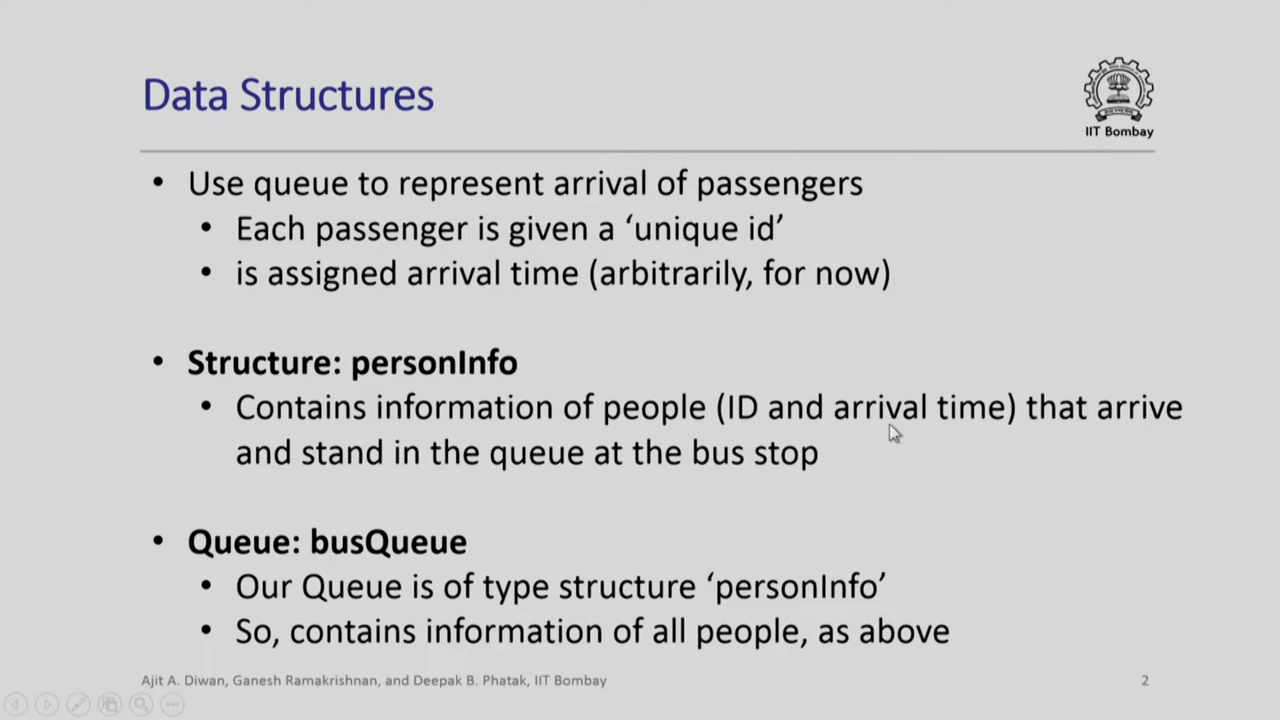 Data Structures
IIT Bombay
• Use queue to represent arrival of passengers
• Each passenger is given a ‘unique id’
• is assigned arrival time (arbitrarily, for now)
• Structure: personInfo
• Contains information of people (ID and arrival time) that arrive
and stand in the queue at the bus stop
• Queue: busQueue
• Our Queue is of type structure ‘personInfo’
• So, contains information of all people, as above
Ajit A. Diwan, Ganesh Ramakrishnan, and Deepak B. Phatak, IIT Bombay
2